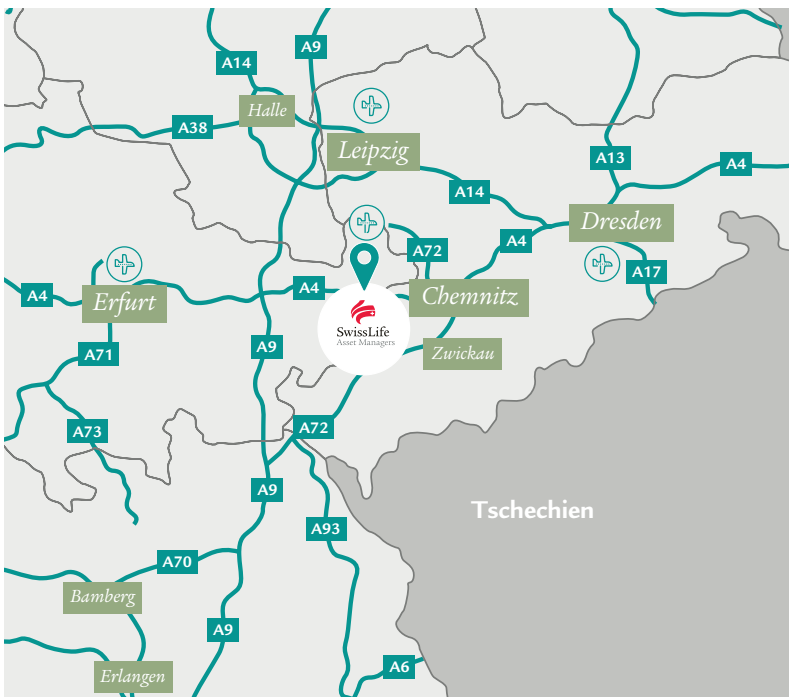 A9
A14
Halle
A38
Leipzig
A13
A4
A14
Dresden
A72
A4
A17
A4
Erfurt
A4
Chemnitz
SwissLife
Asset Managers
A71
A9
Zwickau
A73
A72
A9
Tschechien
A93
A70
Bamberg
A9
A6
Erlangen